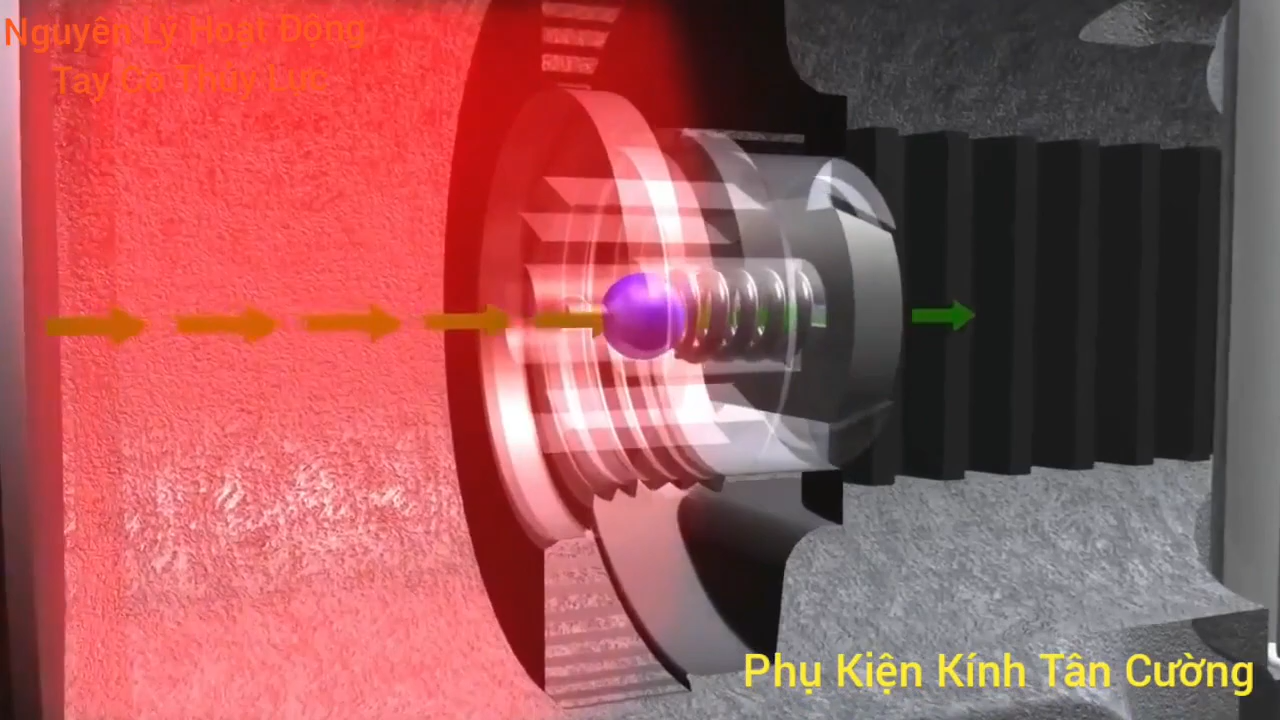 Nguyên Lý Hoạt Động
Tay Co Thủy Lực
Phụ Kiện Kính Tân Cường